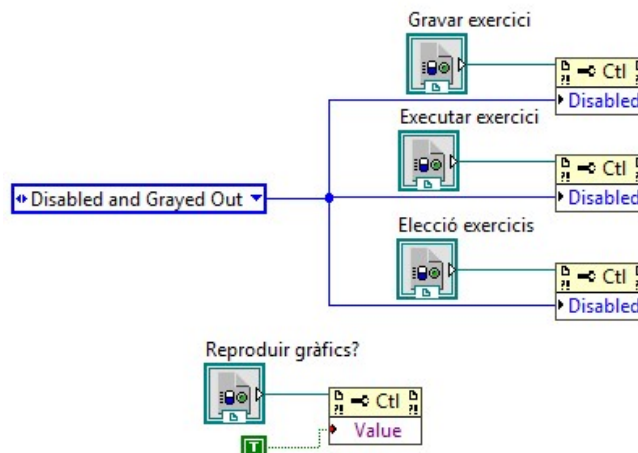 Gravar exercici
Ctl
Disabled
Executar exercici
Ctl
Disabled
Disabled and Grayed Out
Elecció exercicis
Ctl
Disabled
Reproduir gràfics?
Ctl
Value
T